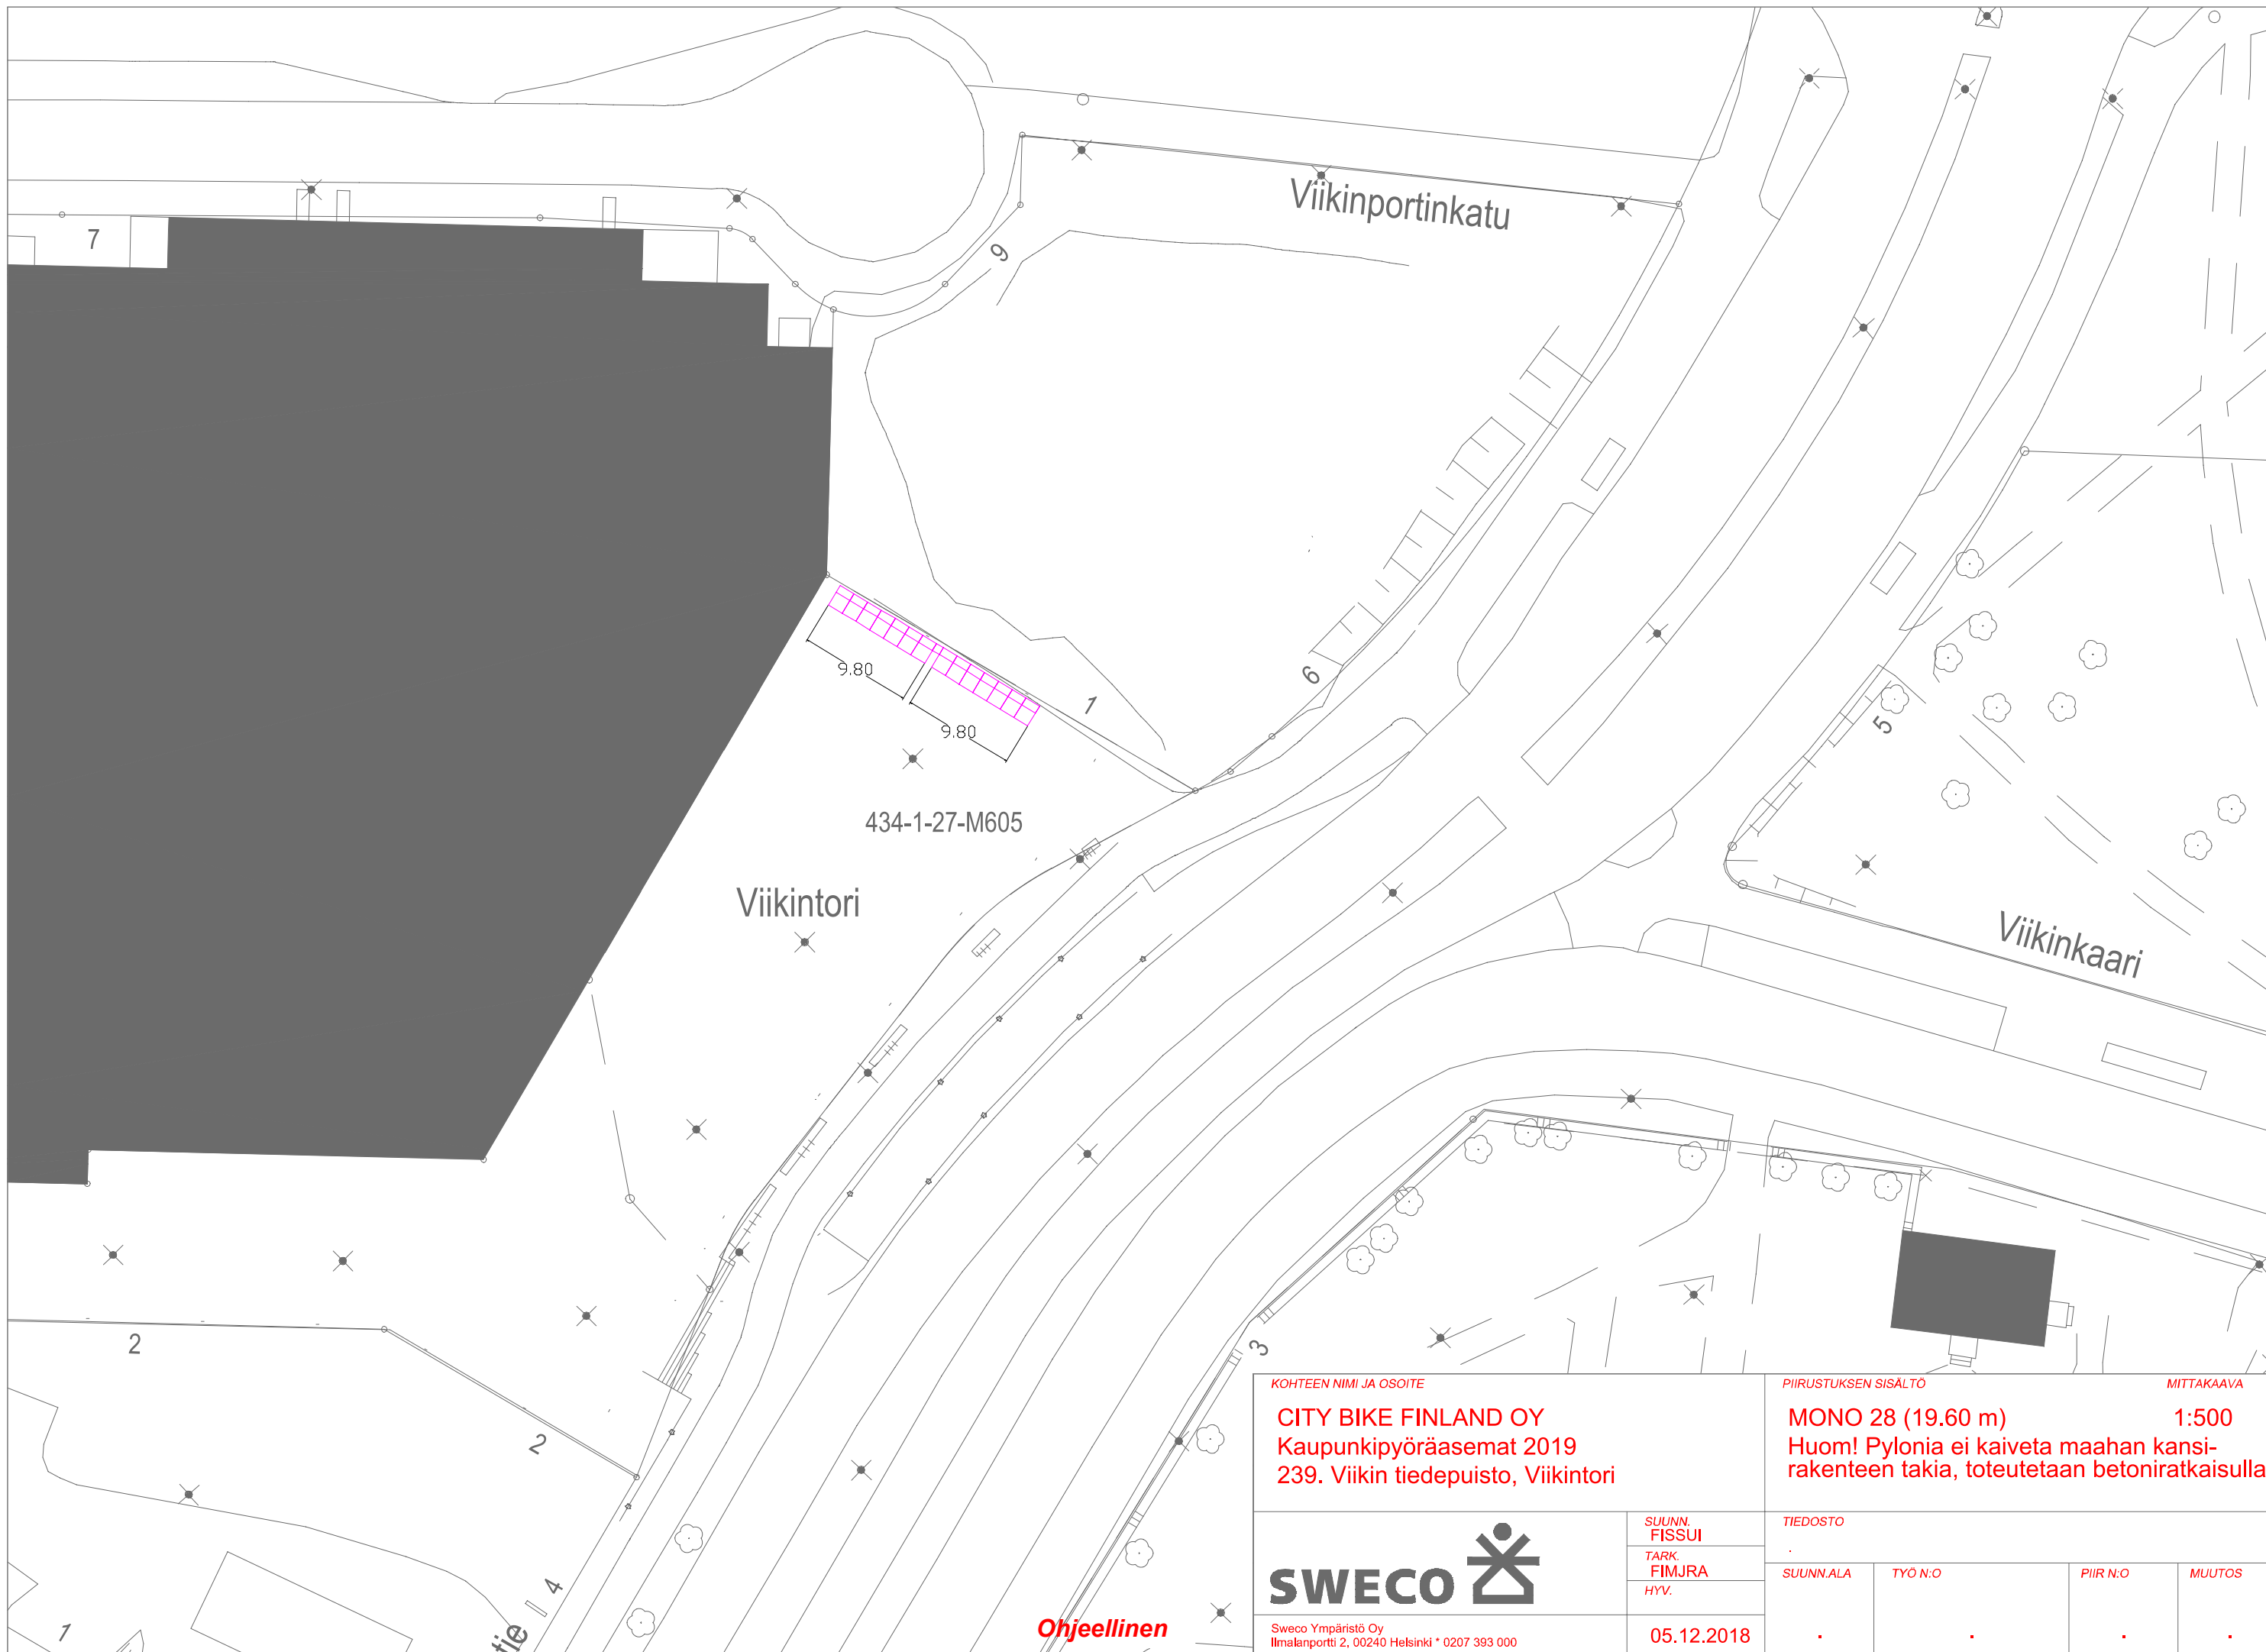 Viikinportinkatu
7
9
9.80
9.80
1
6
5
434-1-27-M605
Viikintori
Viikinkaari
2
2
3
4
1
tie
Ohjeellinen
KOHTEEN NIMI JA OSOITE
CITY BIKE FINLAND OY
Kaupunkipyöräasemat 2019
239. Viikin tiedepuisto, Viikintori
PIIRUSTUKSEN SISÄLTÖ
MITTAKAAVA
MONO 28 (19.60 m)
1:500
Huom! Pylonia ei kaiveta maahan kansi-
rakenteen takia, toteutetaan betoniratkaisulla
SWECO
SUUNN.
FISSUI
TARK.
FIMJRA
HYV.
TIEDOSTO
.
SUUNN.ALA
TYÖ N:O
PIIR N:O
MUUTOS
Sweco Ympäristö Oy
Ilmalanportti 2, 00240 Helsinki * 0207 393 000
05.12.2018
. . . .